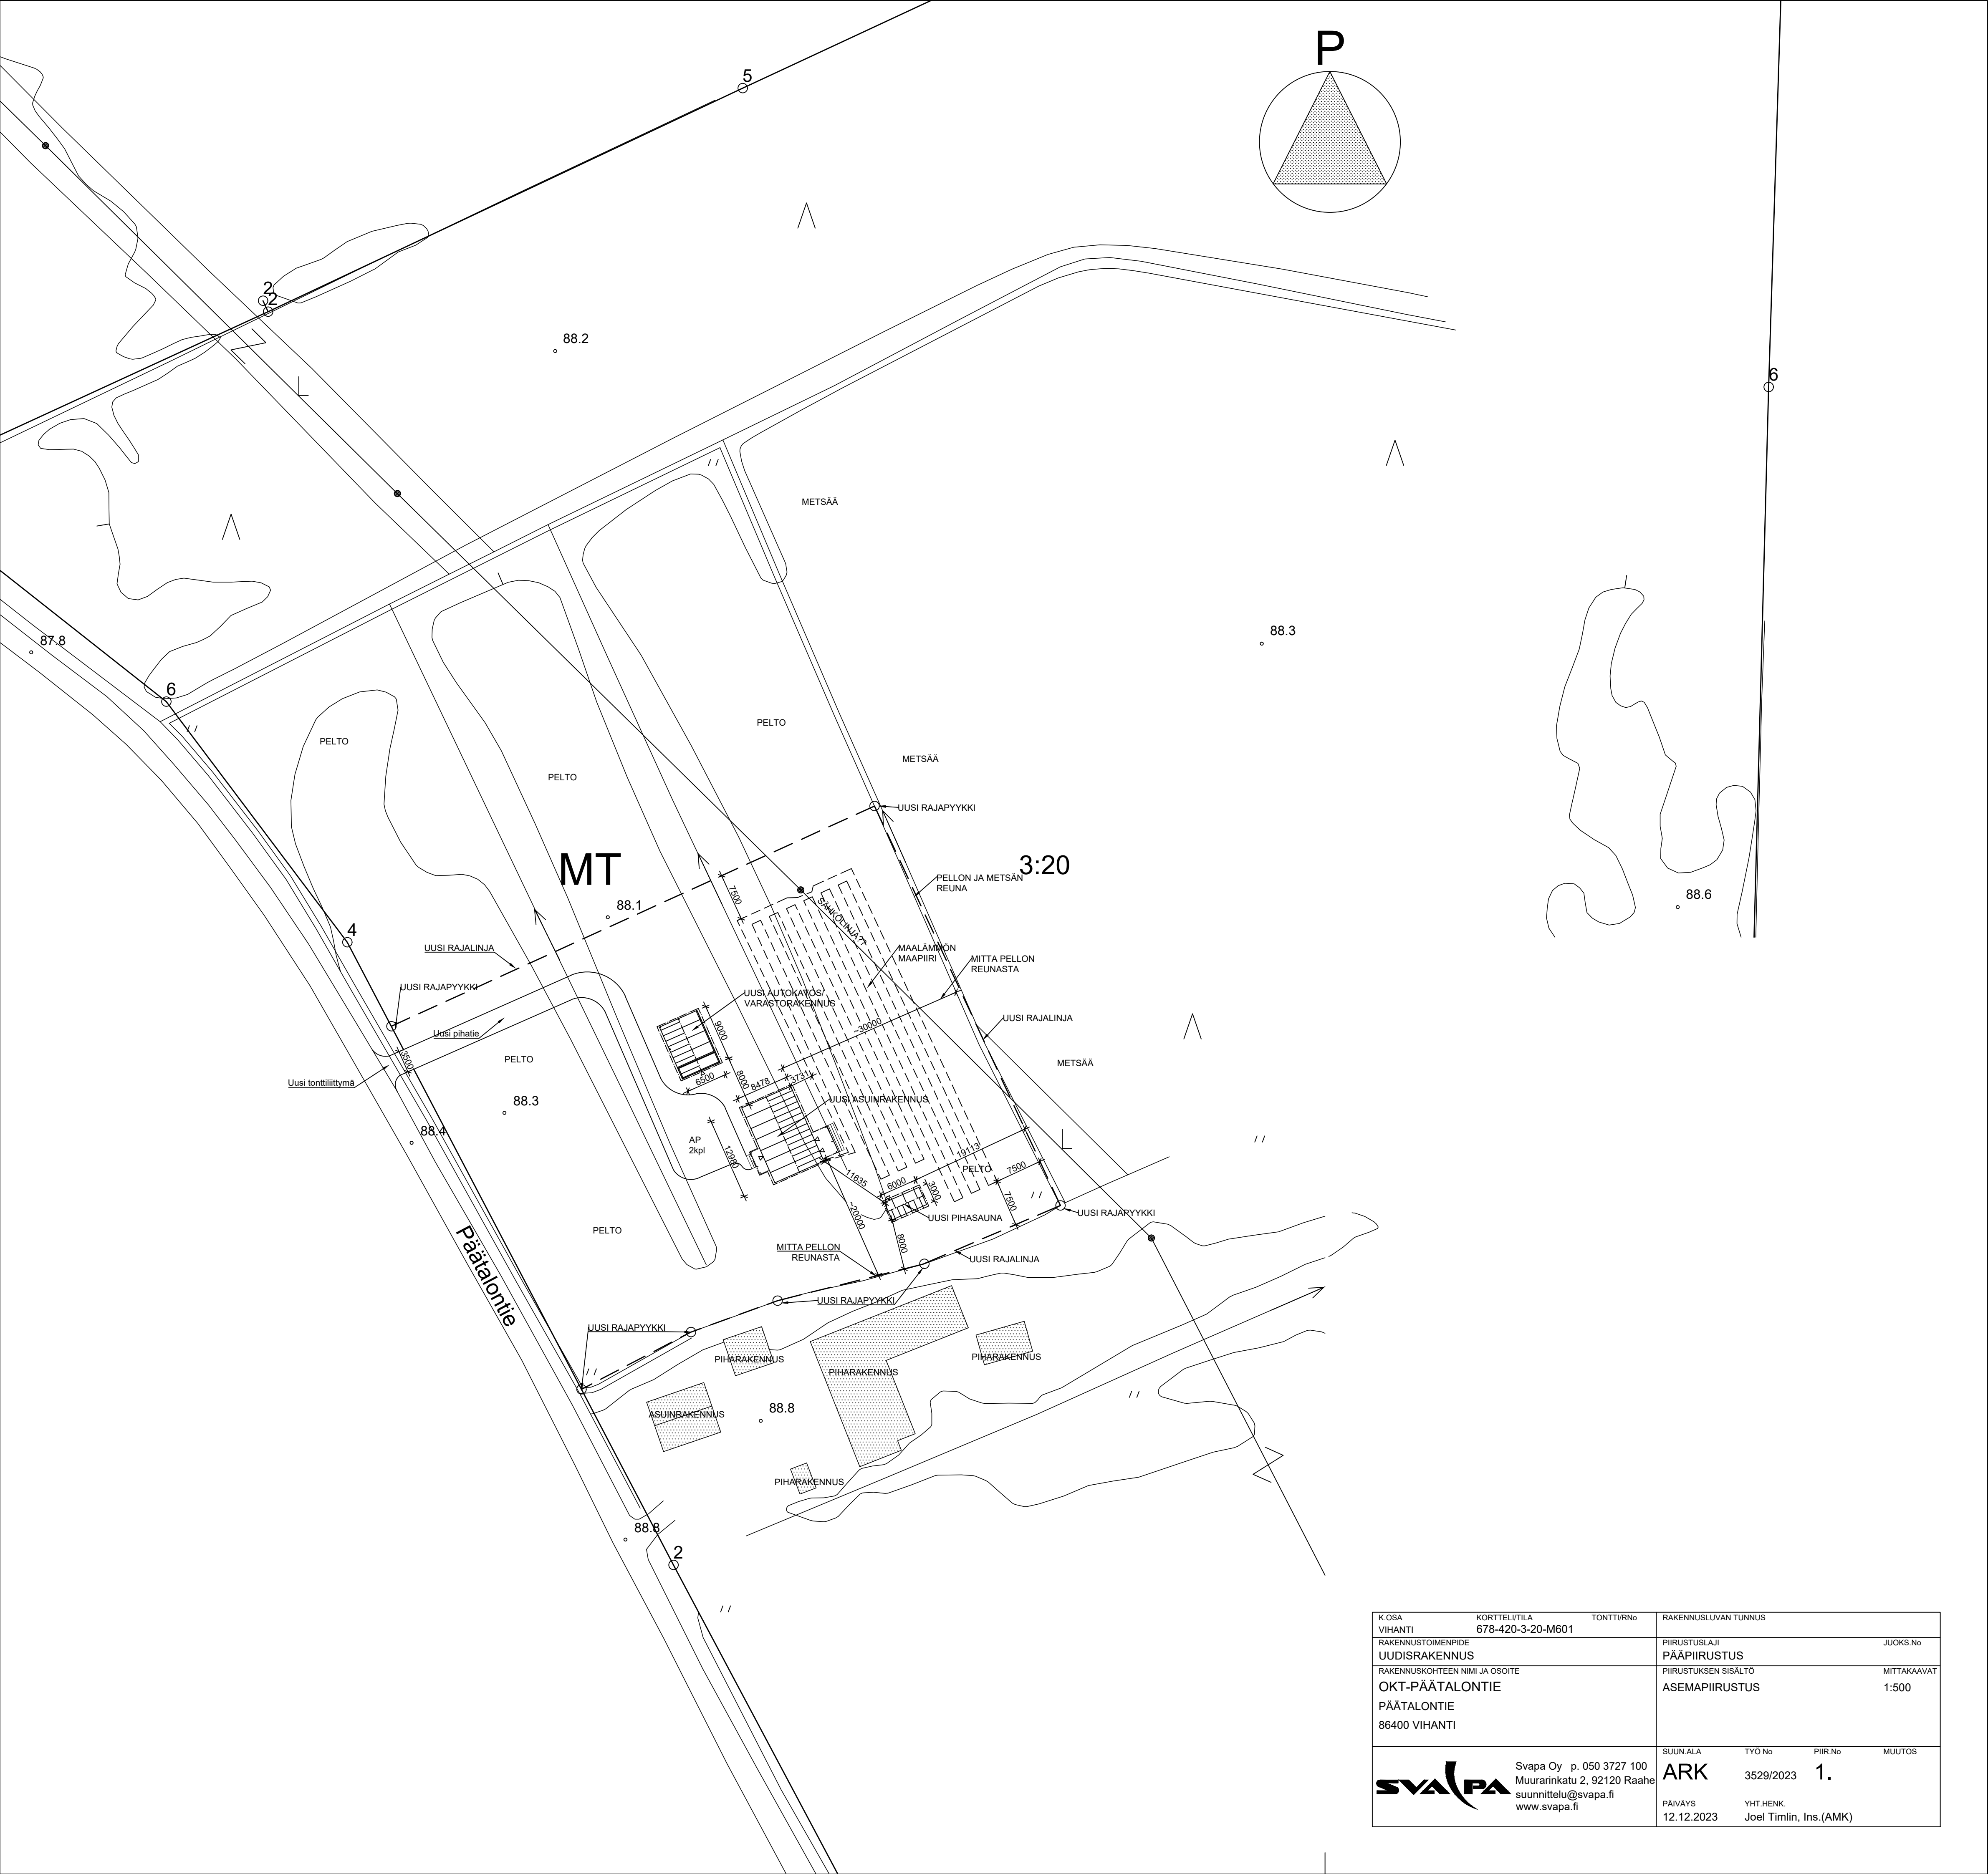 P
5
2
2
88.2
6
METSÄÄ
88.3
87.8
6
PELTO
PELTO
PELTO
METSÄÄ
UUSI RAJAPYYKKI
MT
3:20
PELLON JA METSÄN
REUNA
7500
88.1
88.6
SÄHKÖLINJA??
4
UUSI RAJALINJA
MAALÄMMÖN
MAAPIIRI
MITTA PELLON
REUNASTA
UUSI RAJAPYYKKI
UUSI AUTOKATOS/
VARASTORAKENNUS
UUSI RAJALINJA
Uusi pihatie
9000
~30000
3500
PELTO
METSÄÄ
Uusi tonttiliittymä
6500
8000
8478
3731
88.3
UUSI ASUINRAKENNUS
88.4
AP
2kpl
12980
19113
PELTO
7500
11635
6000
3000
7500
~20000
UUSI PIHASAUNA
UUSI RAJAPYYKKI
PELTO
8000
MITTA PELLON
REUNASTA
UUSI RAJALINJA
Päätalontie
UUSI RAJAPYYKKI
UUSI RAJAPYYKKI
PIHARAKENNUS
PIHARAKENNUS
PIHARAKENNUS
ASUINRAKENNUS
88.8
PIHARAKENNUS
88.8
2
K.OSA KORTTELI/TILA TONTTI/RNo RAKENNUSLUVAN TUNNUS
VIHANTI 678-420-3-20-M601
RAKENNUSTOIMENPIDE PIIRUSTUSLAJI JUOKS.No
UUDISRAKENNUS PÄÄPIIRUSTUS
RAKENNUSKOHTEEN NIMI JA OSOITE PIIRUSTUKSEN SISÄLTÖ MITTAKAAVAT
OKT-PÄÄTALONTIE ASEMAPIIRUSTUS 1:500
PÄÄTALONTIE
86400 VIHANTI
SUUN.ALA TYÖ No PIIR.No MUUTOS
SVAPA
Svapa Oy p. 050 3727 100
Muurarinkatu 2, 92120 Raahe
suunnittelu@svapa.fi
www.svapa.fi
ARK 3529/2023 1.
PÄIVÄYS YHT.HENK.
12.12.2023 Joel Timlin, Ins.(AMK)